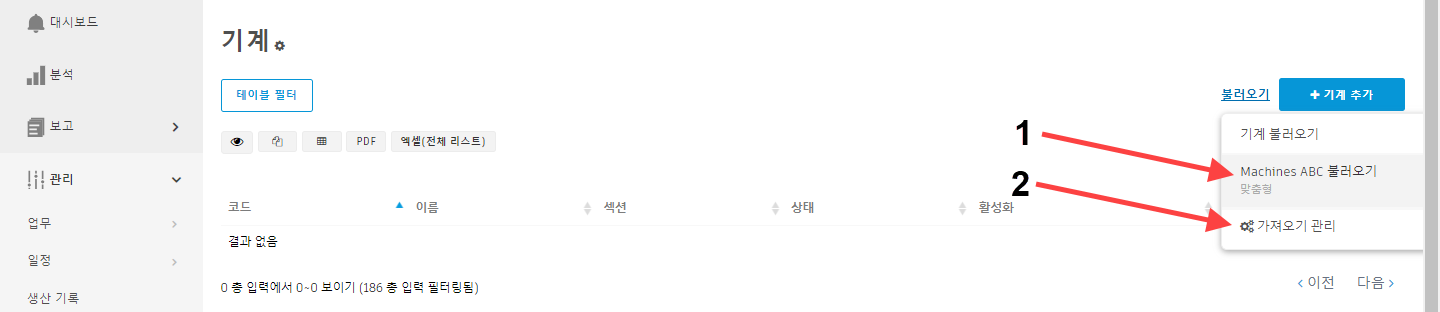 대시보드
분석
보고
관리
업무
일정
생산 기록
기계
테이블 필터
불러오기
+ 기계 추가
PDF
엑셀(전체 리스트)
기계 불러오기
Machines ABC 불러오기
맞춤형
가져오기 관리
1
2
코드 이름 섹션 상태 활성화
결과 없음
0 총 입력에서 0~0 보이기 (186 총 입력 필터링됨)
< 이전 다음 >